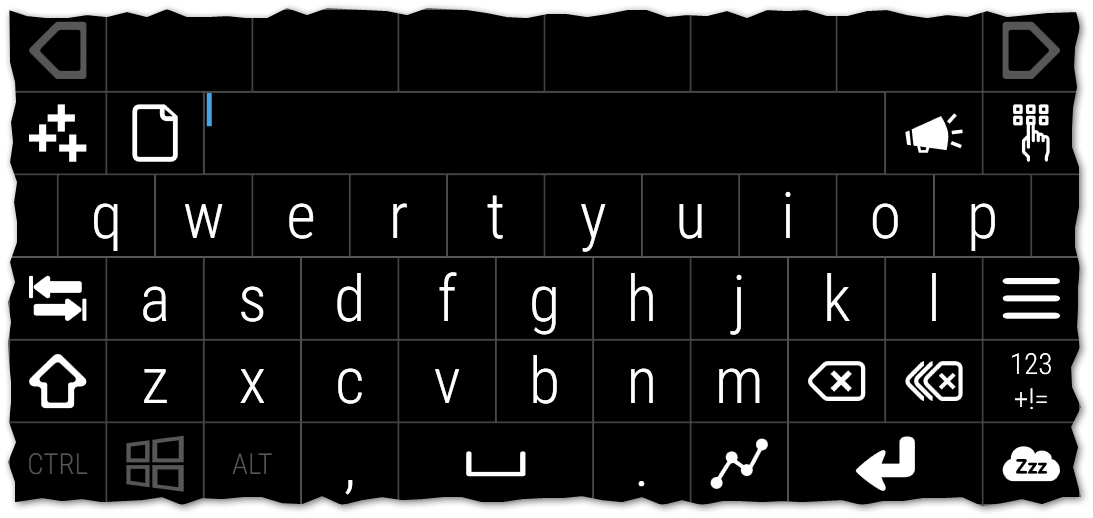 q w e r t y u i o p
a s d f g h j k l
z x c v b n m 123
+!=
CTRL ALT , . Zzz